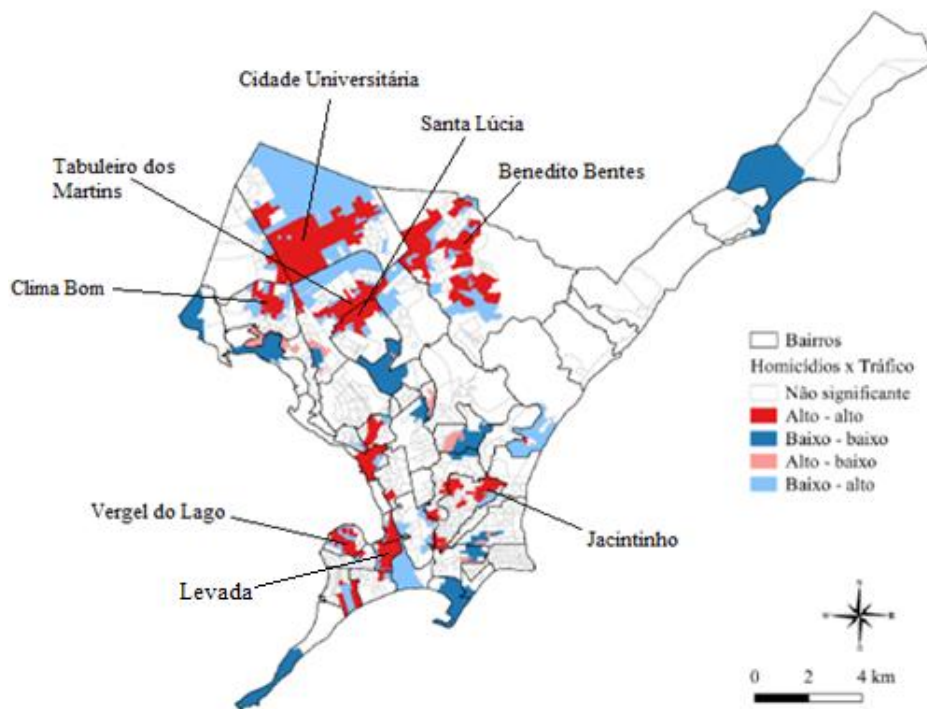 Cidade Universitária
Santa Lúcia
Tabuleiro dos
Martins
Benedito Bentes
Clima Bom
Bairros
Homicídios x Tráfico
Não significante
Alto - alto
Baixo - baixo
Alto - baixo
Baixo - alto
Vergel do Lago
Jacintinho
Levada
N
S
0 2 4 km